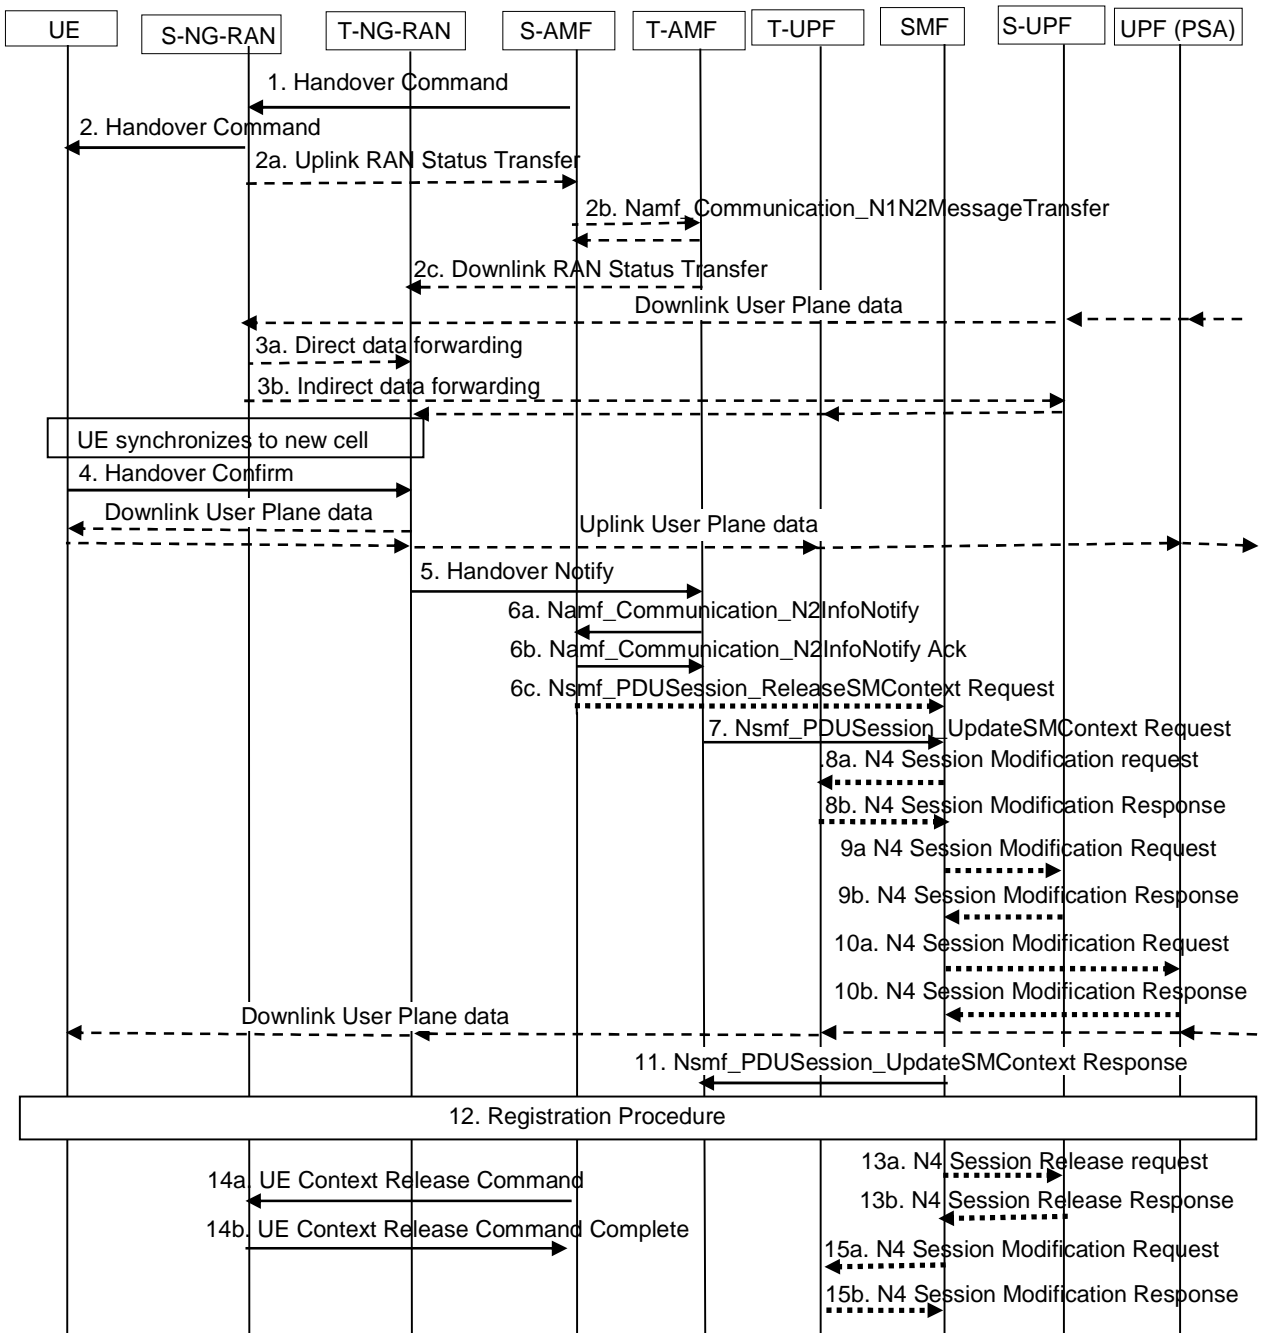 UE
S-NG-RAN
T-NG-RAN
S-AMF
T-AMF
T-UPF
SMF
S-UPF
UPF (PSA)
1. Handover Command
2. Handover Command
2a. Uplink RAN Status Transfer
2b. Namf_Communication_N1N2MessageTransfer
2c. Downlink RAN Status Transfer
Downlink User Plane data
3a. Direct data forwarding
3b. Indirect data forwarding
UE synchronizes to new cell
4. Handover Confirm
Downlink User Plane data
Uplink User Plane data
5. Handover Notify
6a. Namf_Communication_N2InfoNotify
6b. Namf_Communication_N2InfoNotify Ack
6c. Nsmf_PDUSession_ReleaseSMContext Request
7. Nsmf_PDUSession_UpdateSMContext Request
.8a. N4 Session Modification request
8b. N4 Session Modification Response
9a N4 Session Modification Request
9b. N4 Session Modification Response
10a. N4 Session Modification Request
10b. N4 Session Modification Response
Downlink User Plane data
11. Nsmf_PDUSession_UpdateSMContext Response
12. Registration Procedure
13a. N4 Session Release request
14a. UE Context Release Command
13b. N4 Session Release Response
14b. UE Context Release Command Complete
15a. N4 Session Modification Request
15b. N4 Session Modification Response